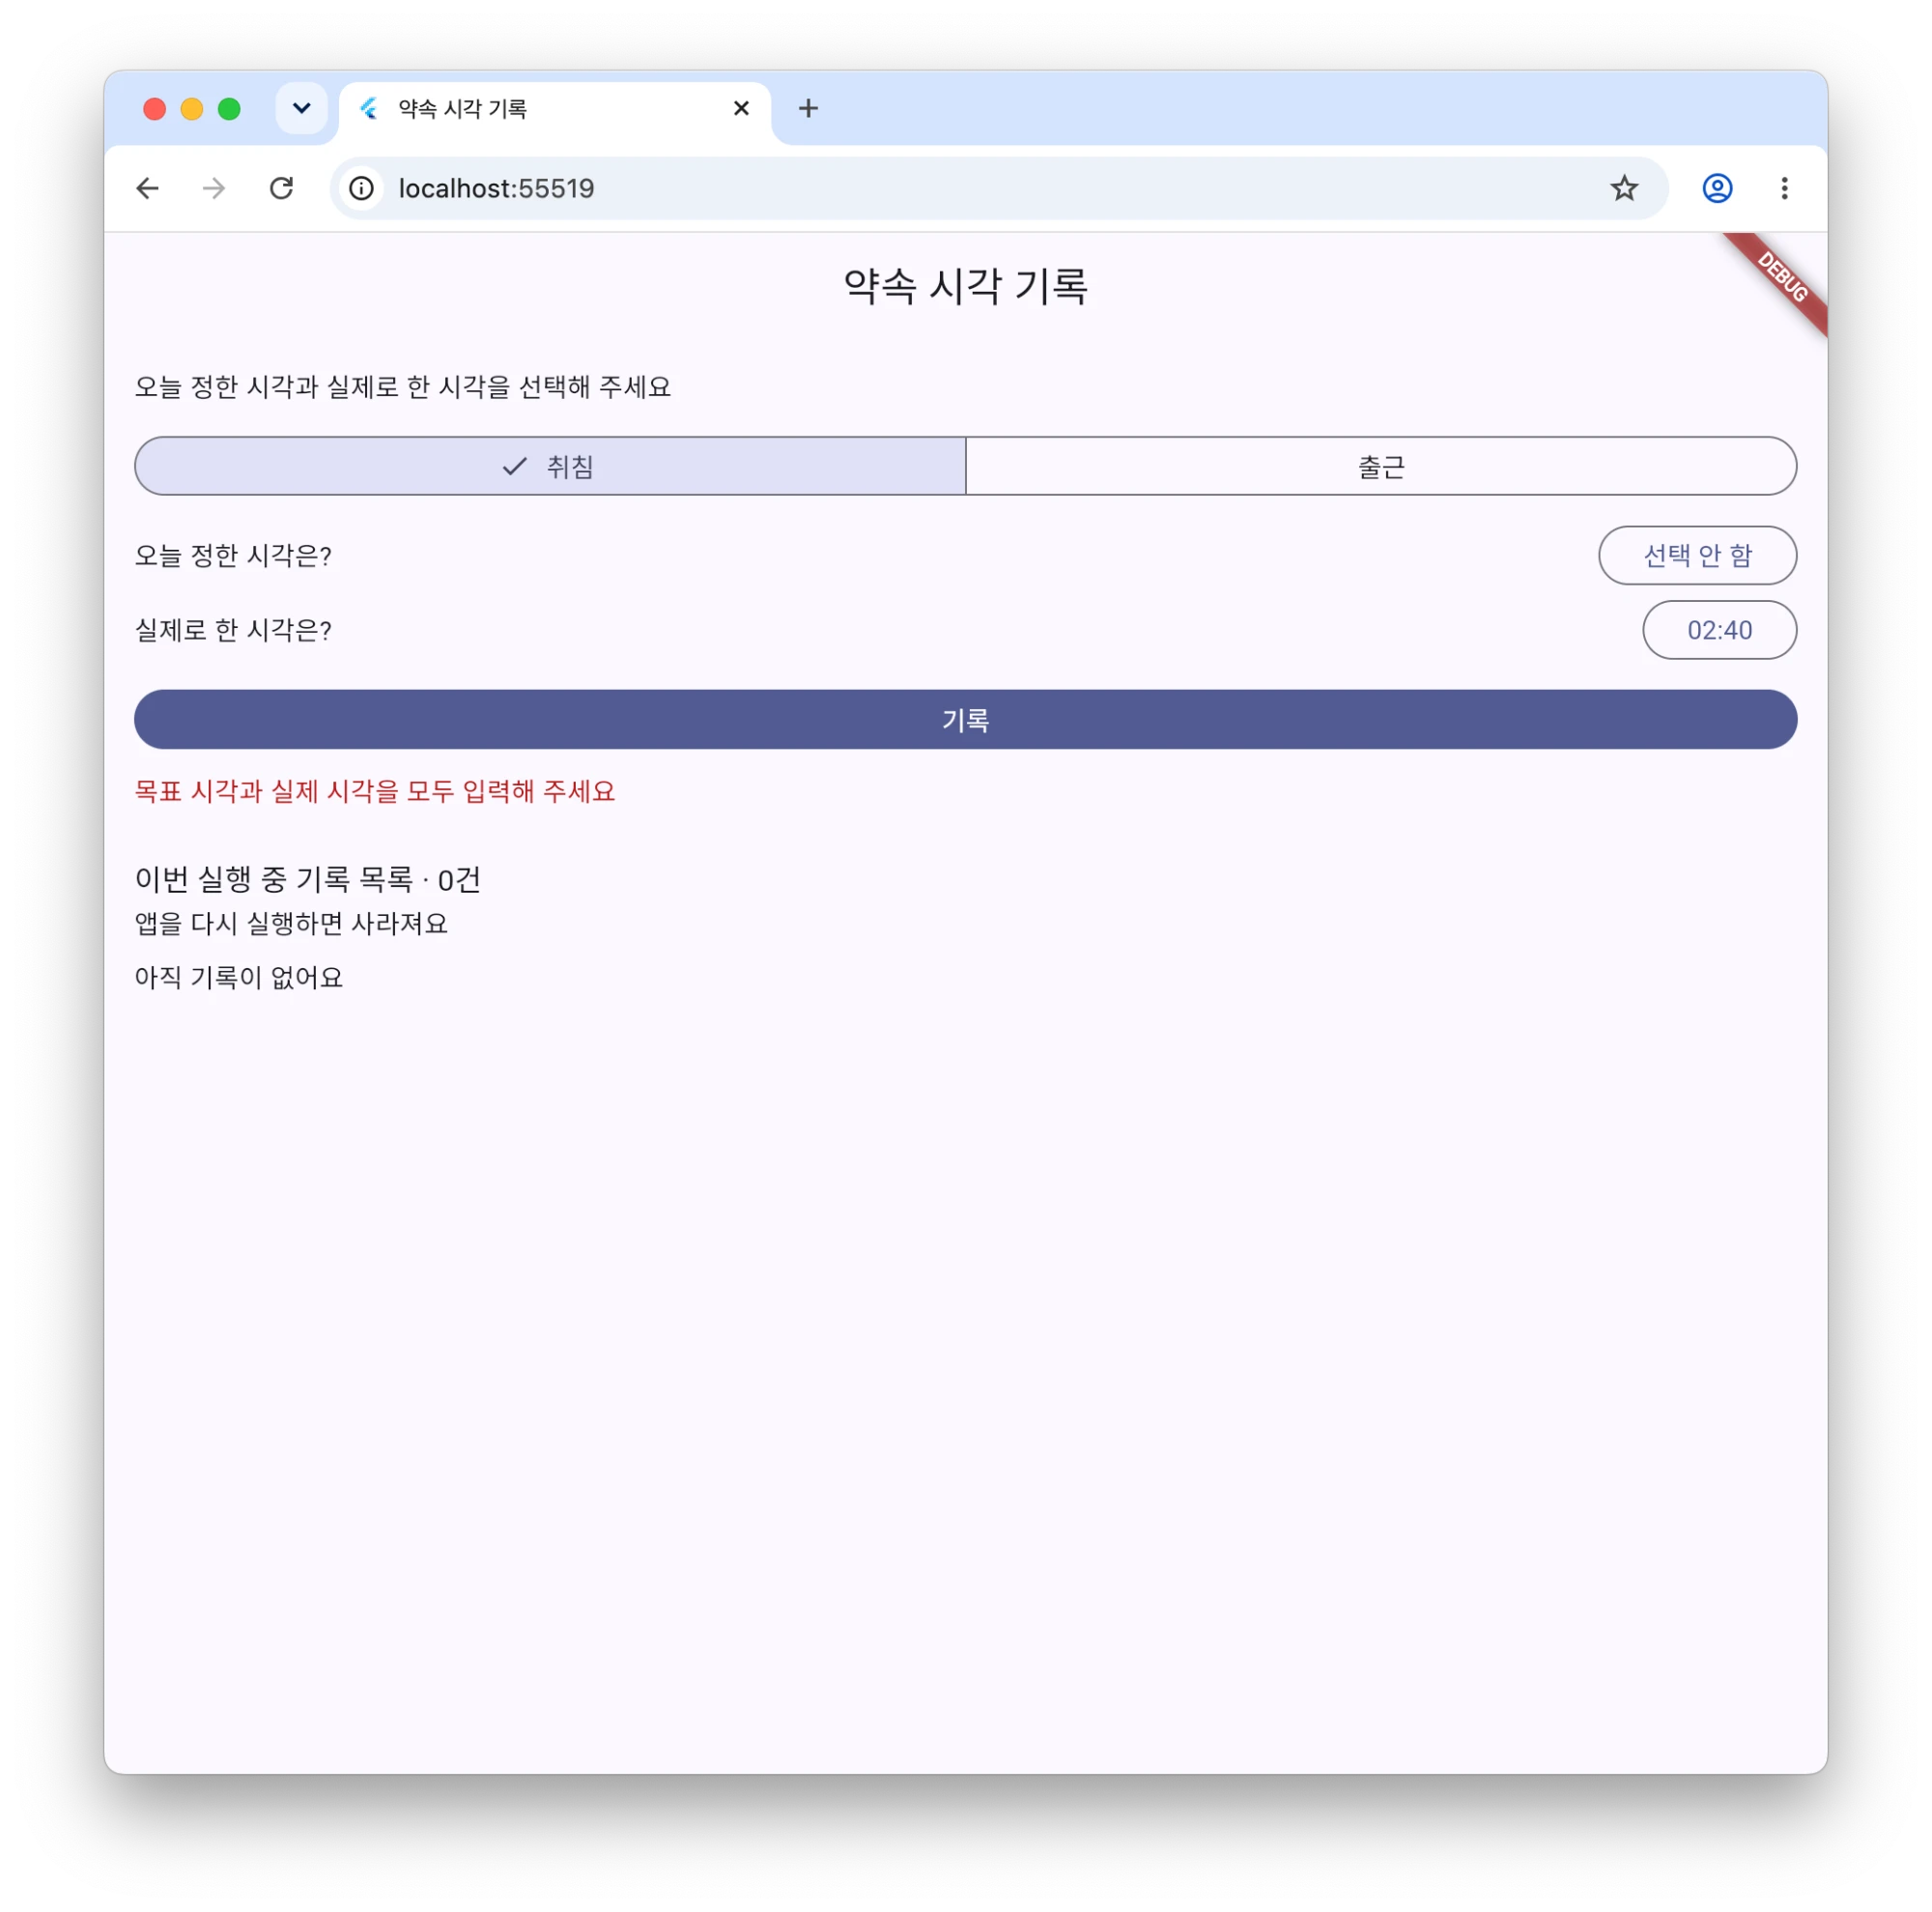 약속 시각 기록
localhost:55519
약속 시각 기록
DEBUG
오늘 정한 시각과 실제로 한 시각을 선택해 주세요
취침
출근
오늘 정한 시각은?
선택 안 함
실제로 한 시각은?
02:40
기록
목표 시각과 실제 시각을 모두 입력해 주세요
이번 실행 중 기록 목록 · 0건
앱을 다시 실행하면 사라져요
아직 기록이 없어요